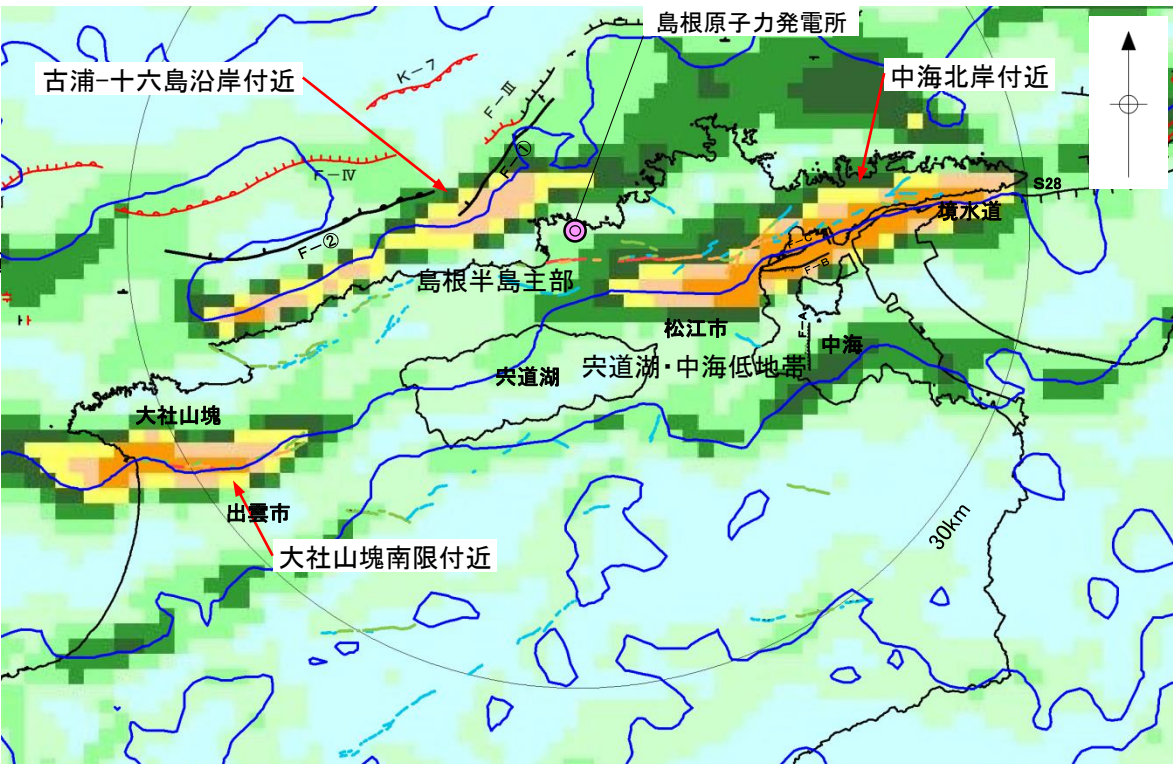 島根原子力発電所
古浦−十六島沿岸付近
K-7
F-Ⅲ
中海北岸付近
F-①
F-Ⅳ
S28
境水道
F-②
F-C
F-B
島根半島主部
松江市
F-A
中海
宍道湖
宍道湖・中海低地帯
大社山塊
出雲市
30km
大社山塊南限付近